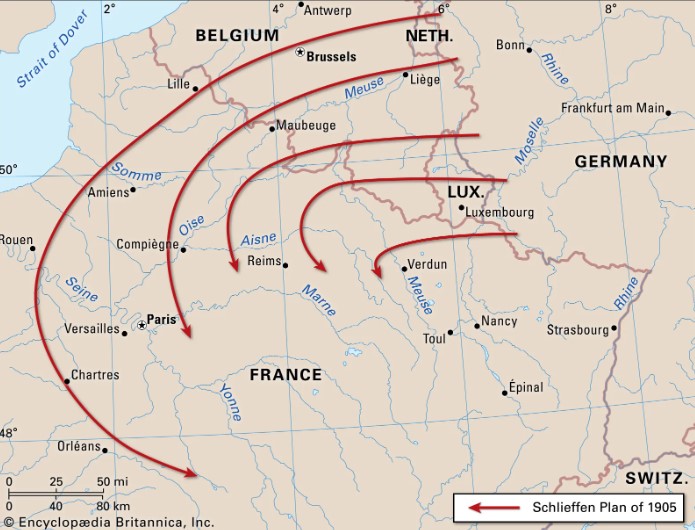 2°
4°
6°
8°
Antwerp
Strait of Dover
BELGIUM
NETH.
Bonn
Rhine
Brussels
Lille
Meuse
Liège
Frankfurt am Main
Maubeuge
Moselle
GERMANY
50°
Somme
Amiens
LUX.
Luxembourg
Rouen
Oise
Compiègne
Aisne
Reims
Verdun
Seine
Marne
Meuse
Rhine
Paris
Versailles
Toul
Nancy
Strasbourg
Chartres
FRANCE
Yonne
Épinal
48°
Orléans
SWITZ.
0 25 50 mi
0 40 80 km
Schlieffen Plan of 1905
© Encyclopædia Britannica, Inc.